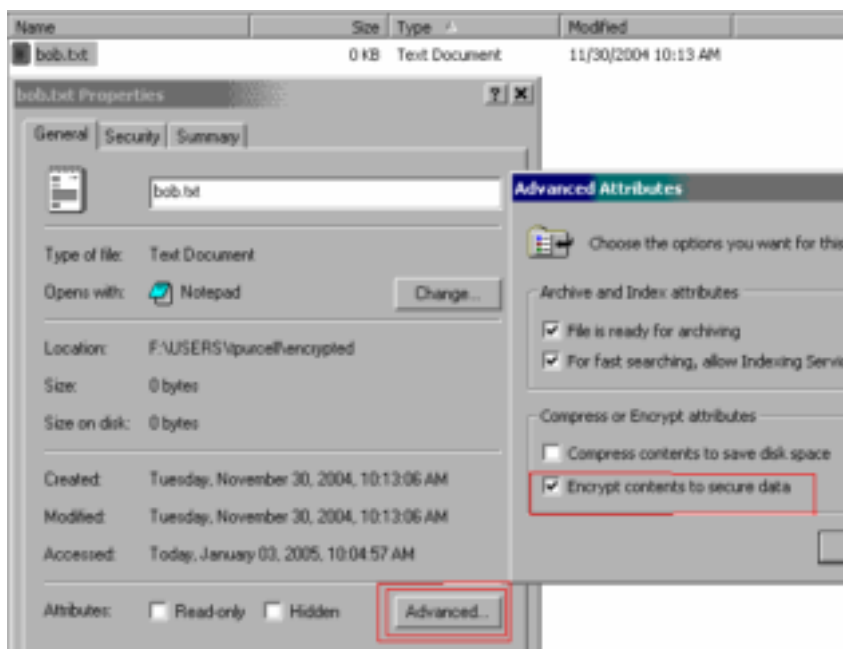 Name Size Type Modified
bob.txt 0 KB Text Document 11/30/2004 10:13 AM
bob.txt Properties
General Security Summary
bob.txt
Type of file: Text Document
Opens with: Notepad Change...
Location: F:\USERS\tpurcell\encrypted
Size: 0 bytes
Size on disk: 0 bytes
Created: Tuesday, November 30, 2004, 10:13:06 AM
Modified: Tuesday, November 30, 2004, 10:13:06 AM
Accessed: Today, January 03, 2005, 10:04:57 AM
Attributes: Read-only Hidden Advanced...
Advanced Attributes
Choose the options you want for this
Archive and Index attributes
File is ready for archiving
For fast searching, allow Indexing Servi
Compress or Encrypt attributes
Compress contents to save disk space
Encrypt contents to secure data